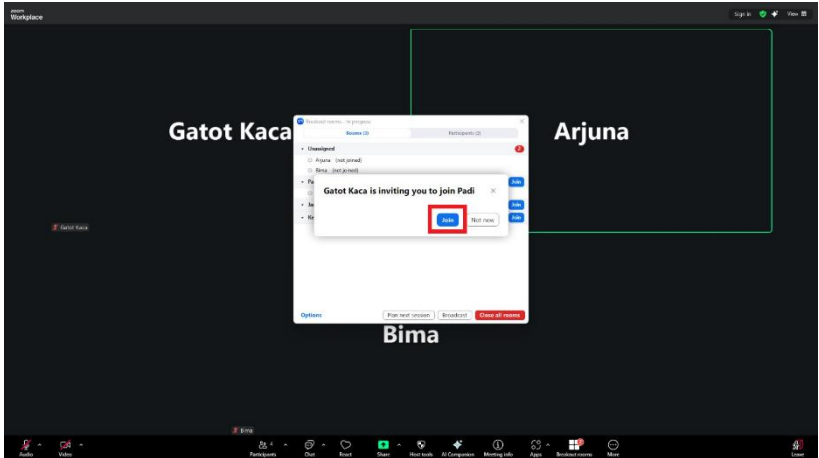 zoom
Workplace
Sign in
View
Gatot Kaca
Arjuna
Breakout rooms - In progress
Rooms (3)
Participants (3)
Unassigned
2
Arjuna (not joined)
Bima (not joined)
Join
Gatot Kaca is inviting you to join Padi
Join
Not now
Join
Join
Gatot Kaca
Options
Plan next session
Broadcast
Close all rooms
Bima
Bima
Audio
Video
Participants
4
Chat
React
Share
Host tools
AI Companion
Meeting info
Apps
Breakout rooms
More
Leave